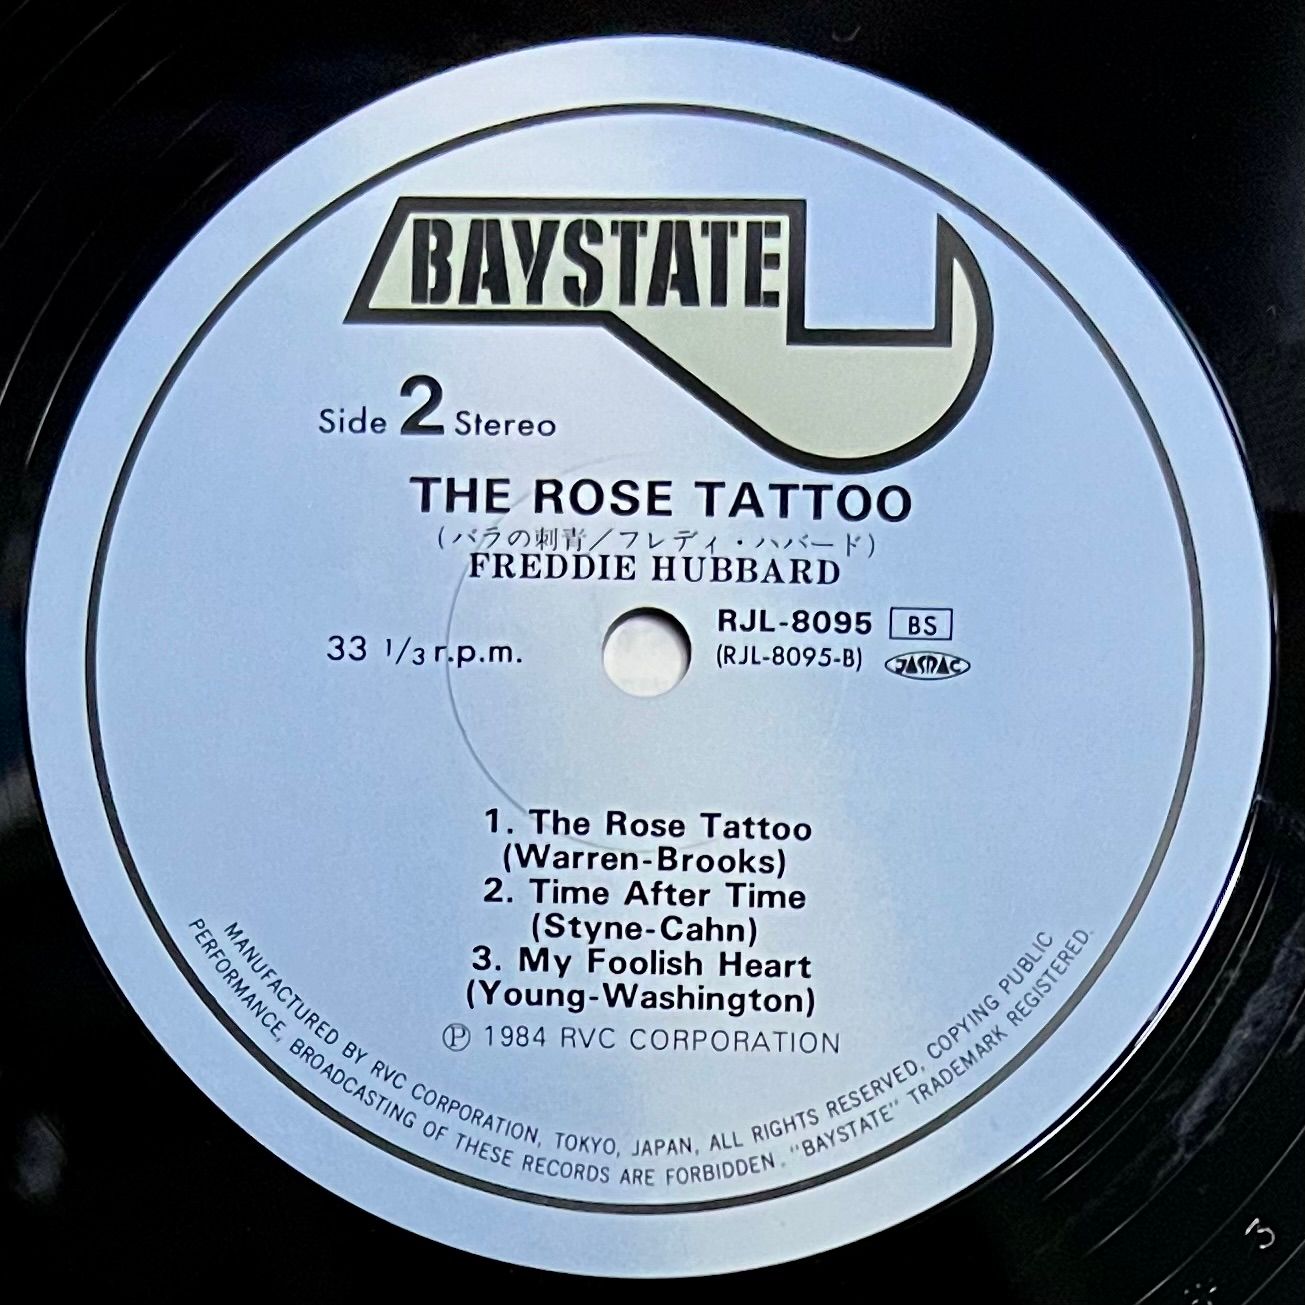 BAYSTATE
Side 2 Stereo
THE ROSE TATTOO
(バラの刺青／フレディ・ハバード)
FREDDIE HUBBARD
33 1/3 r.p.m.
RJL-8095 BS
(RJL-8095-B) JASRAC
1. The Rose Tattoo
(Warren-Brooks)
2. Time After Time
(Styne-Cahn)
3. My Foolish Heart
(Young-Washington)
Ⓟ 1984 RVC CORPORATION
MANUFACTURED BY RVC CORPORATION, TOKYO, JAPAN, ALL RIGHTS RESERVED, COPYING PUBLIC
PERFORMANCE, BROADCASTING OF THESE RECORDS ARE FORBIDDEN. "BAYSTATE" TRADEMARK REGISTERED.